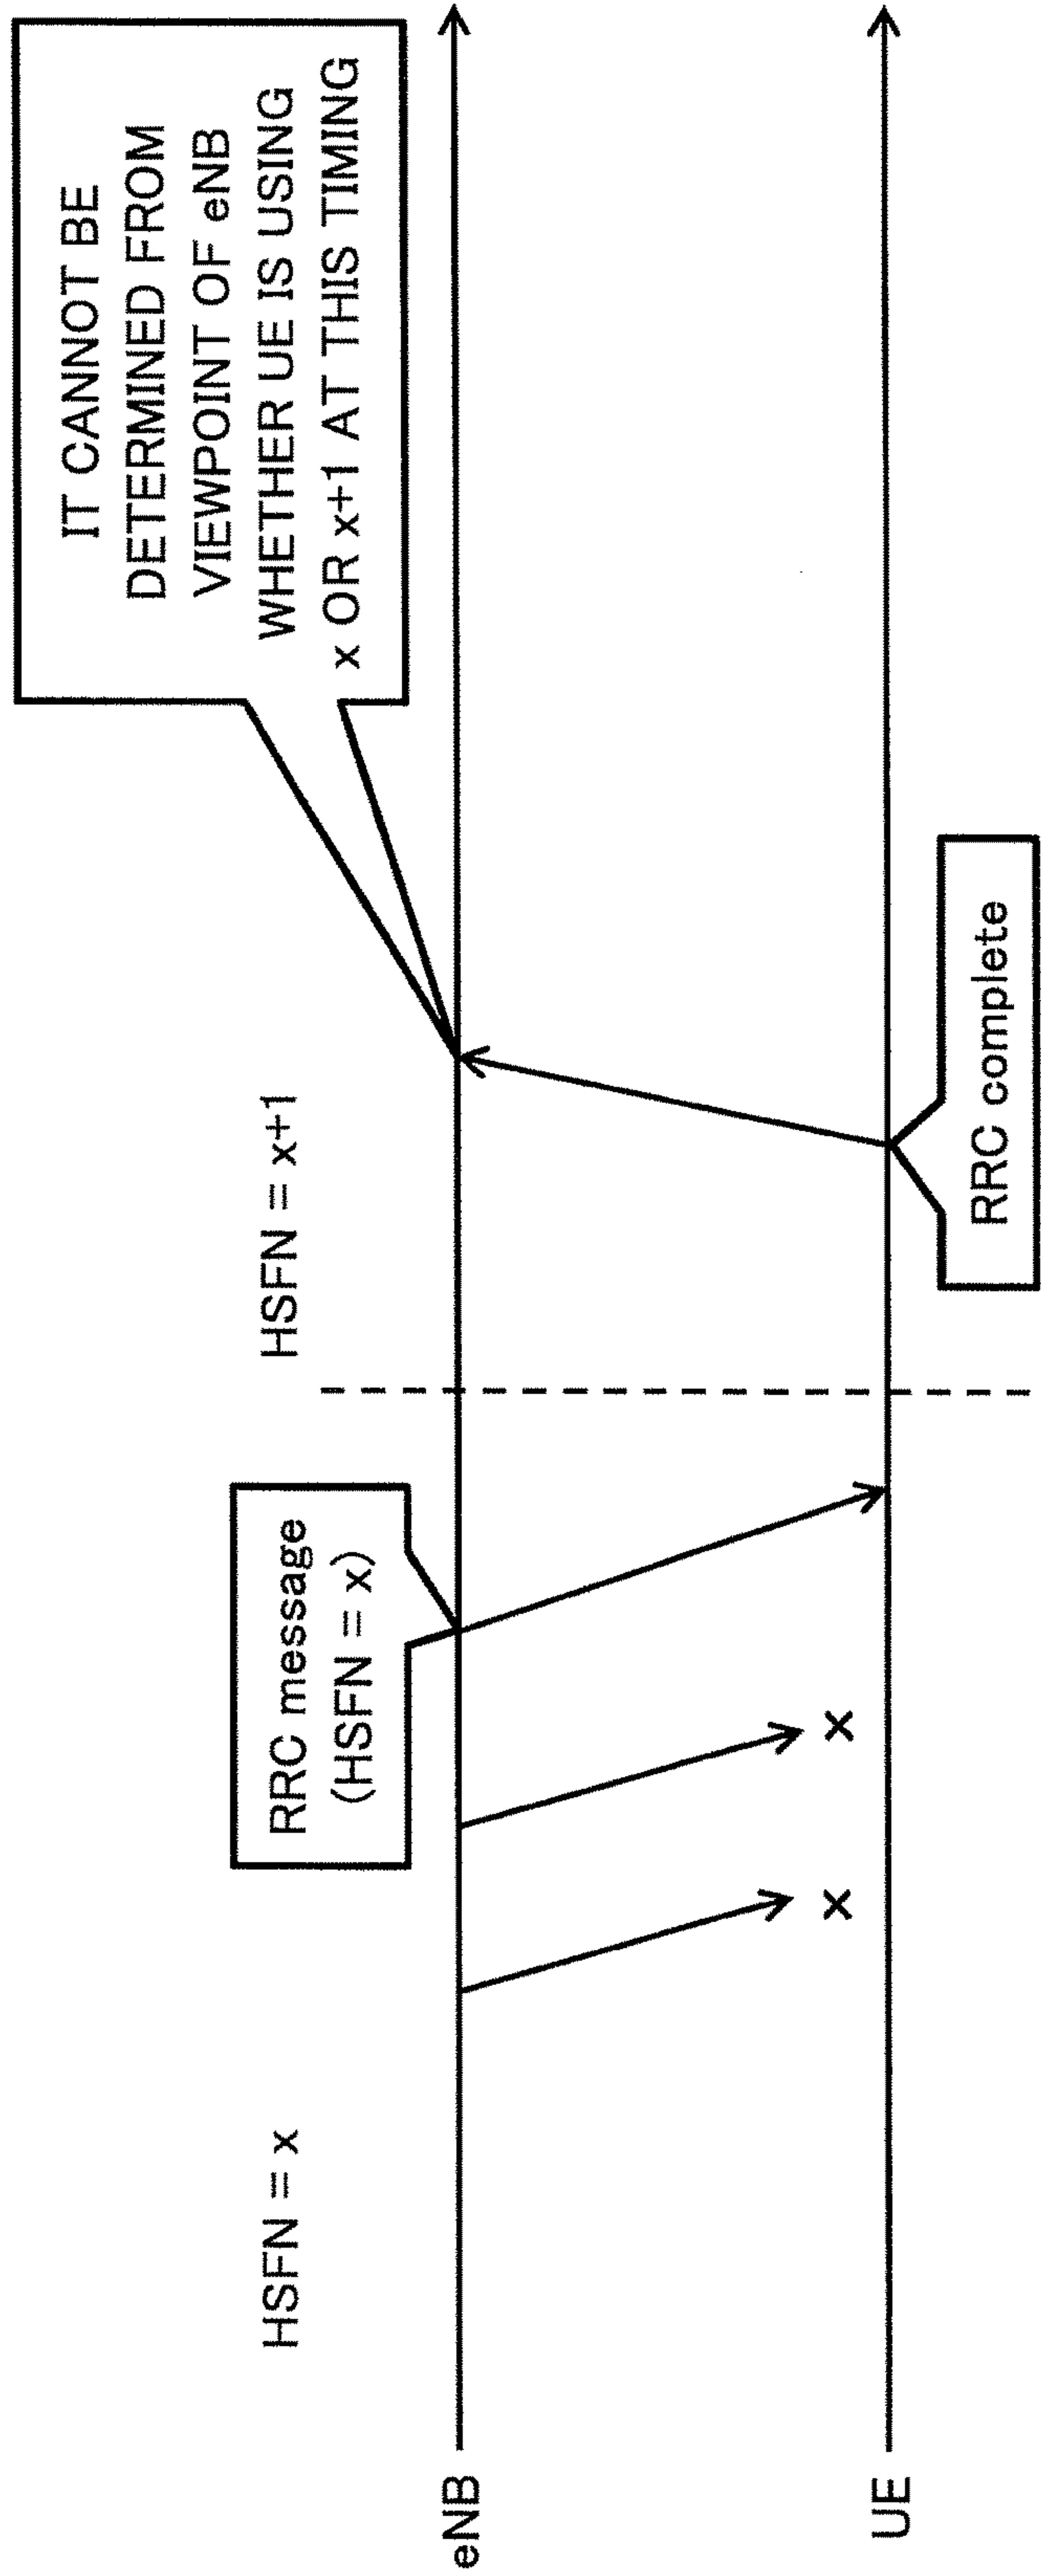 IT CANNOT BE
DETERMINED FROM
VIEWPOINT OF eNB
WHETHER UE IS USING
x OR x+1 AT THIS TIMING
HSFN = x
RRC message
(HSFN = x)
HSFN = x+1
eNB
x
x
UE
RRC complete